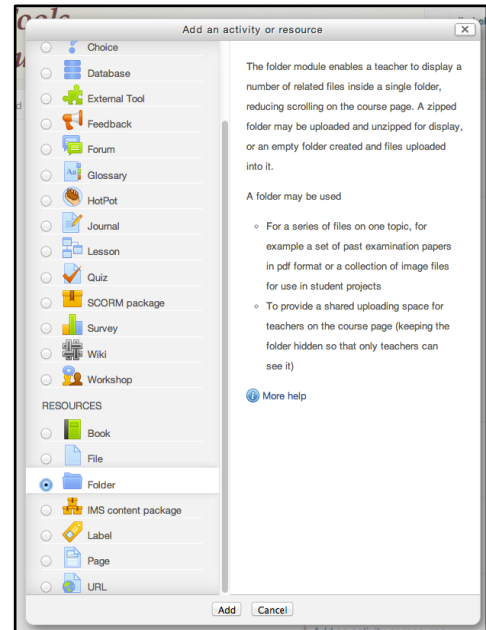 Add an activity or resource
Choice
Database
External Tool
Feedback
Forum
Glossary
HotPot
Journal
Lesson
Quiz
SCORM package
Survey
Wiki
Workshop
RESOURCES
Book
File
Folder
IMS content package
Label
Page
URL
The folder module enables a teacher to display a
number of related files inside a single folder,
reducing scrolling on the course page. A zipped
folder may be uploaded and unzipped for display,
or an empty folder created and files uploaded
into it.
A folder may be used
For a series of files on one topic, for
example a set of past examination papers
in pdf format or a collection of image files
for use in student projects
To provide a shared uploading space for
teachers on the course page (keeping the
folder hidden so that only teachers can
see it)
More help
Add Cancel